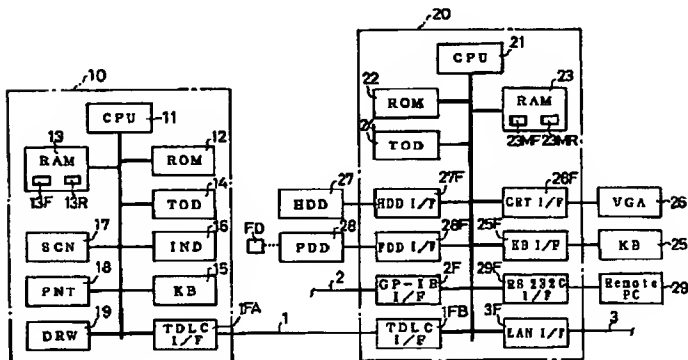 20
10
CPU
21
22
ROM
23
RAM
23MF 23MR
2
TOD
CPU
11
13
RAM
13F 13R
12
ROM
14
TOD
17
SCN
16
IND
18
PNT
15
KB
19
DRW
1FA
TDLC I/F
1
27
HDD
27F
HDD I/F
26F
CRT I/F
VGA
26
FD
28
FDD
28F
FDD I/F
25F
KB I/F
KB
25
2
2F
GP-IB I/F
29F
RS 232C I/F
Remote PC
29
1FB
TDLC I/F
3F
LAN I/F
3